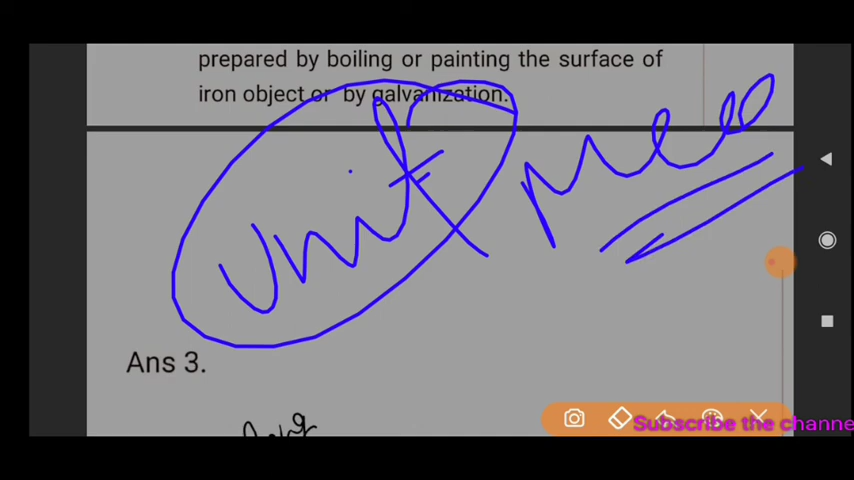 prepared by boiling or painting the surface of
iron object or by galvanization.
unit
Ans 3.
Subscribe the channe